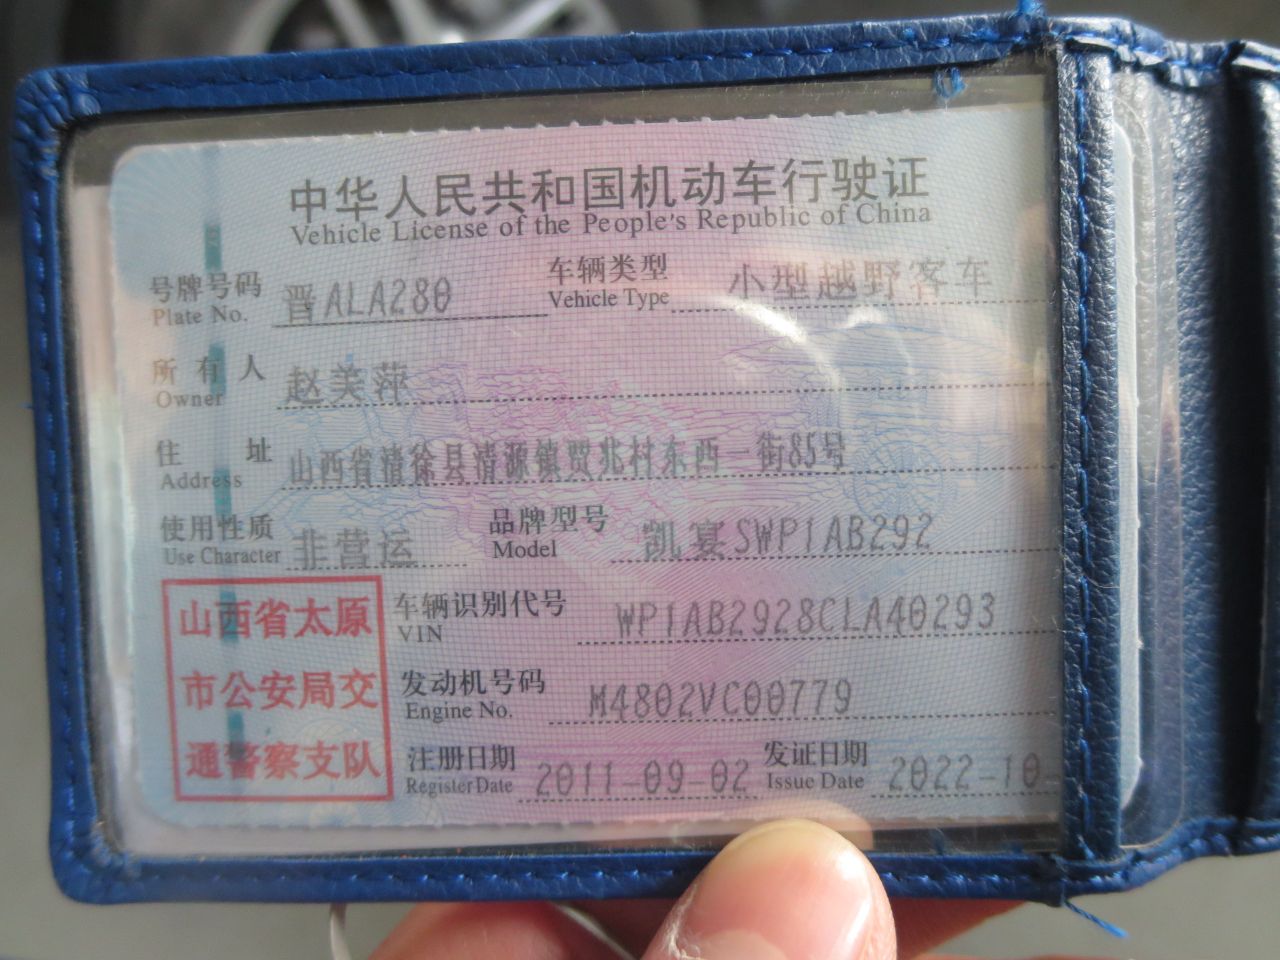 中华人民共和国机动车行驶证
Vehicle License of the People's Republic of China
号牌号码 晋ALA280 车辆类型 小型越野客车
Plate No. Vehicle Type
所有人 赵美萍
Owner
住址 山西省清徐县清源镇贾兆村东西一街85号
Address
使用性质 非营运 品牌型号 凯宴SWP1AB292
Use Character Model
山西省太原 车辆识别代号 WP1AB2928CLA40293
VIN
市公安局交 发动机号码 M4802VC00779
Engine No.
通警察支队 注册日期 2011-09-02 发证日期 2022-10-
Register Date Issue Date